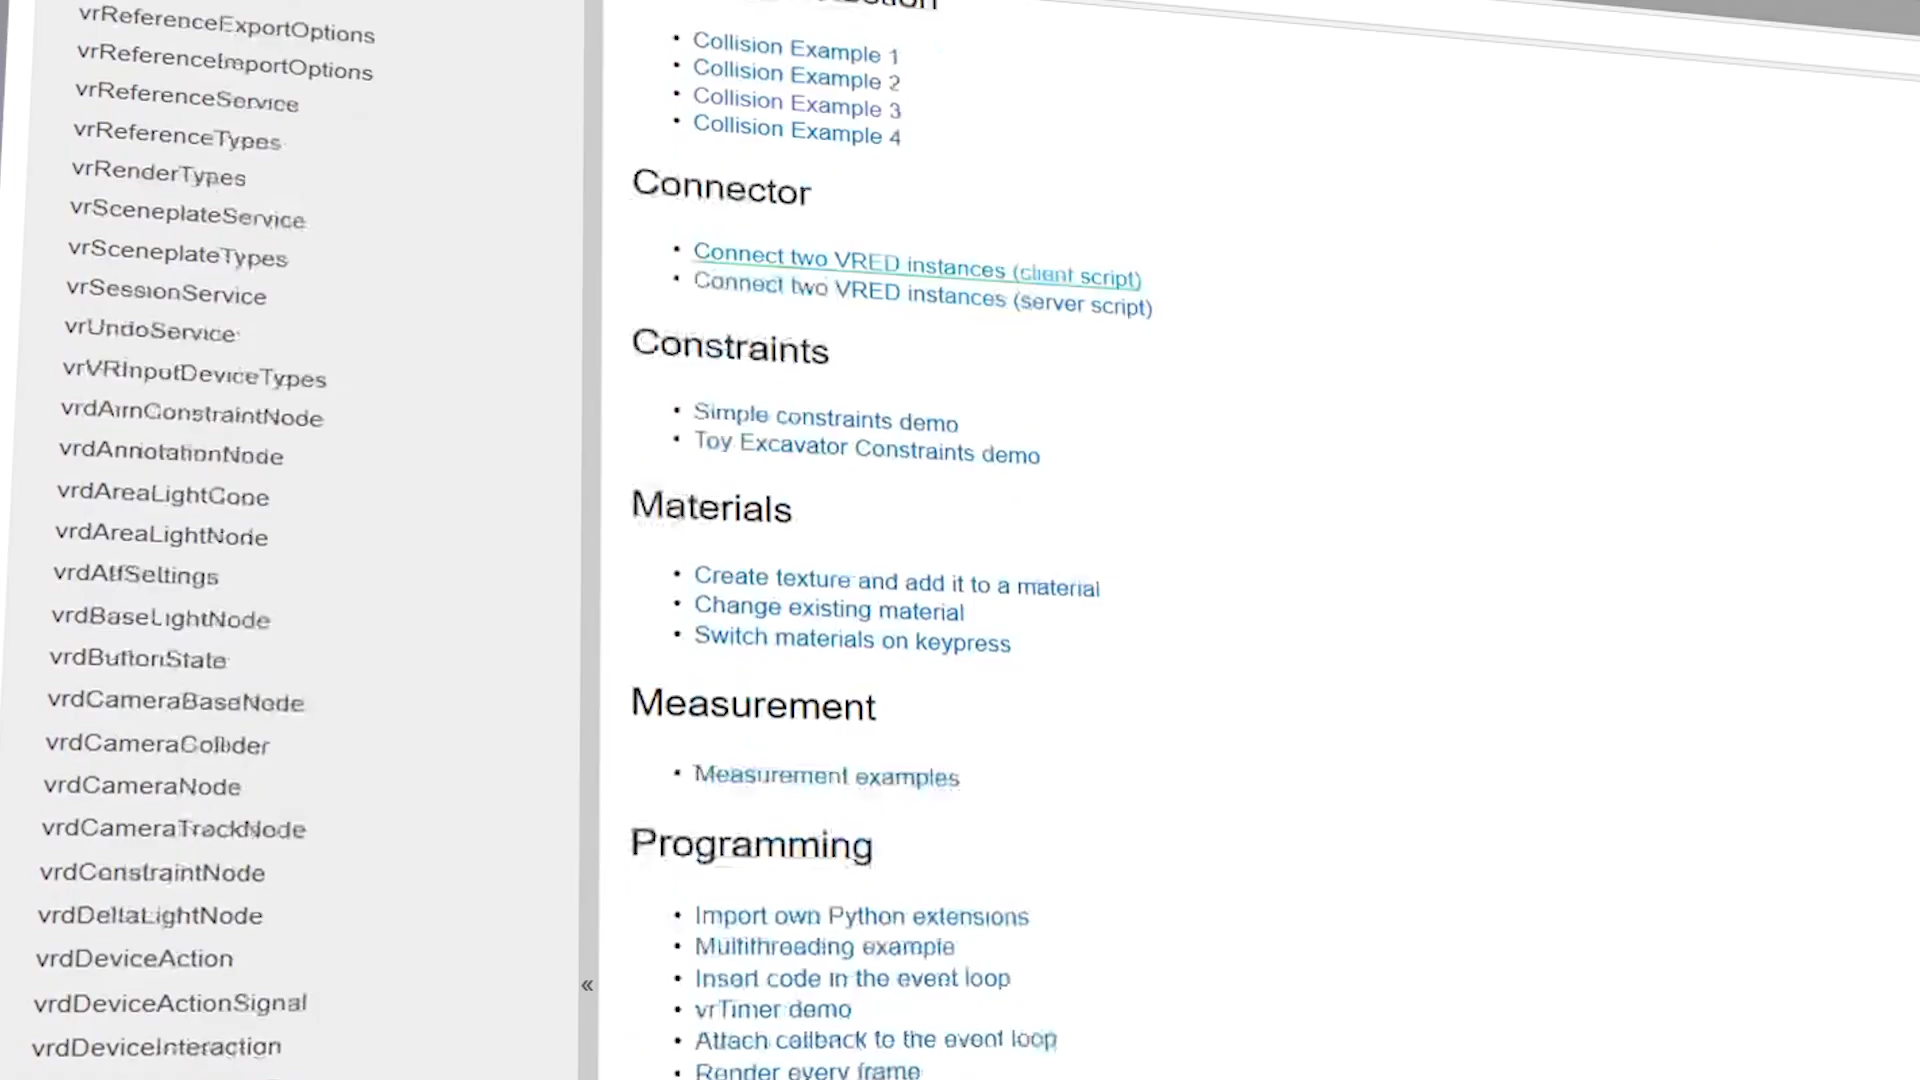 vrReferenceExportOptions
vrReferenceImportOptions
vrReferenceService
vrReferenceTypes
vrRenderTypes
vrSceneplateService
vrSceneplateTypes
vrSessionService
vrUndoService
vrVRInputDeviceTypes
vrdArmConstraintNode
vrdAnnotationNode
vrdAreaLightCone
vrdAreaLightNode
vrdAtfSettings
vrdBaseLightNode
vrdButtonState
vrdCameraBaseNode
vrdCameraCollider
vrdCameraNode
vrdCameraTrackNode
vrdConstraintNode
vrdDeltaLightNode
vrdDeviceAction
vrdDeviceActionSignal
vrdDeviceInteraction
«
• Collision Example 1
• Collision Example 2
• Collision Example 3
• Collision Example 4
Connector
• Connect two VRED instances (client script)
• Connect two VRED instances (server script)
Constraints
• Simple constraints demo
• Toy Excavator Constraints demo
Materials
• Create texture and add it to a material
• Change existing material
• Switch materials on keypress
Measurement
• Measurement examples
Programming
• Import own Python extensions
• Multithreading example
• Insert code in the event loop
• vrTimer demo
• Attach callback to the event loop
• Render every frame